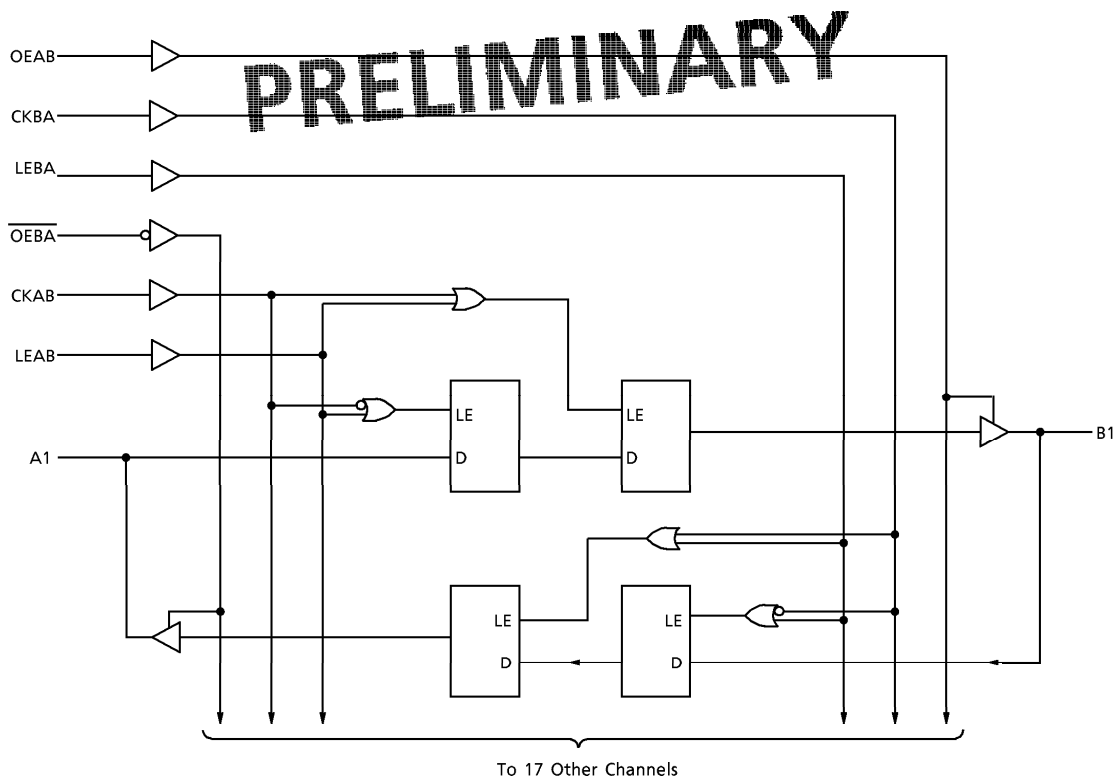 PRELIMINARY
OEAB
CKBA
LEBA
OEBA
CKAB
LEAB
LE
LE
A1
D
D
B1
LE
LE
D
D
To 17 Other Channels